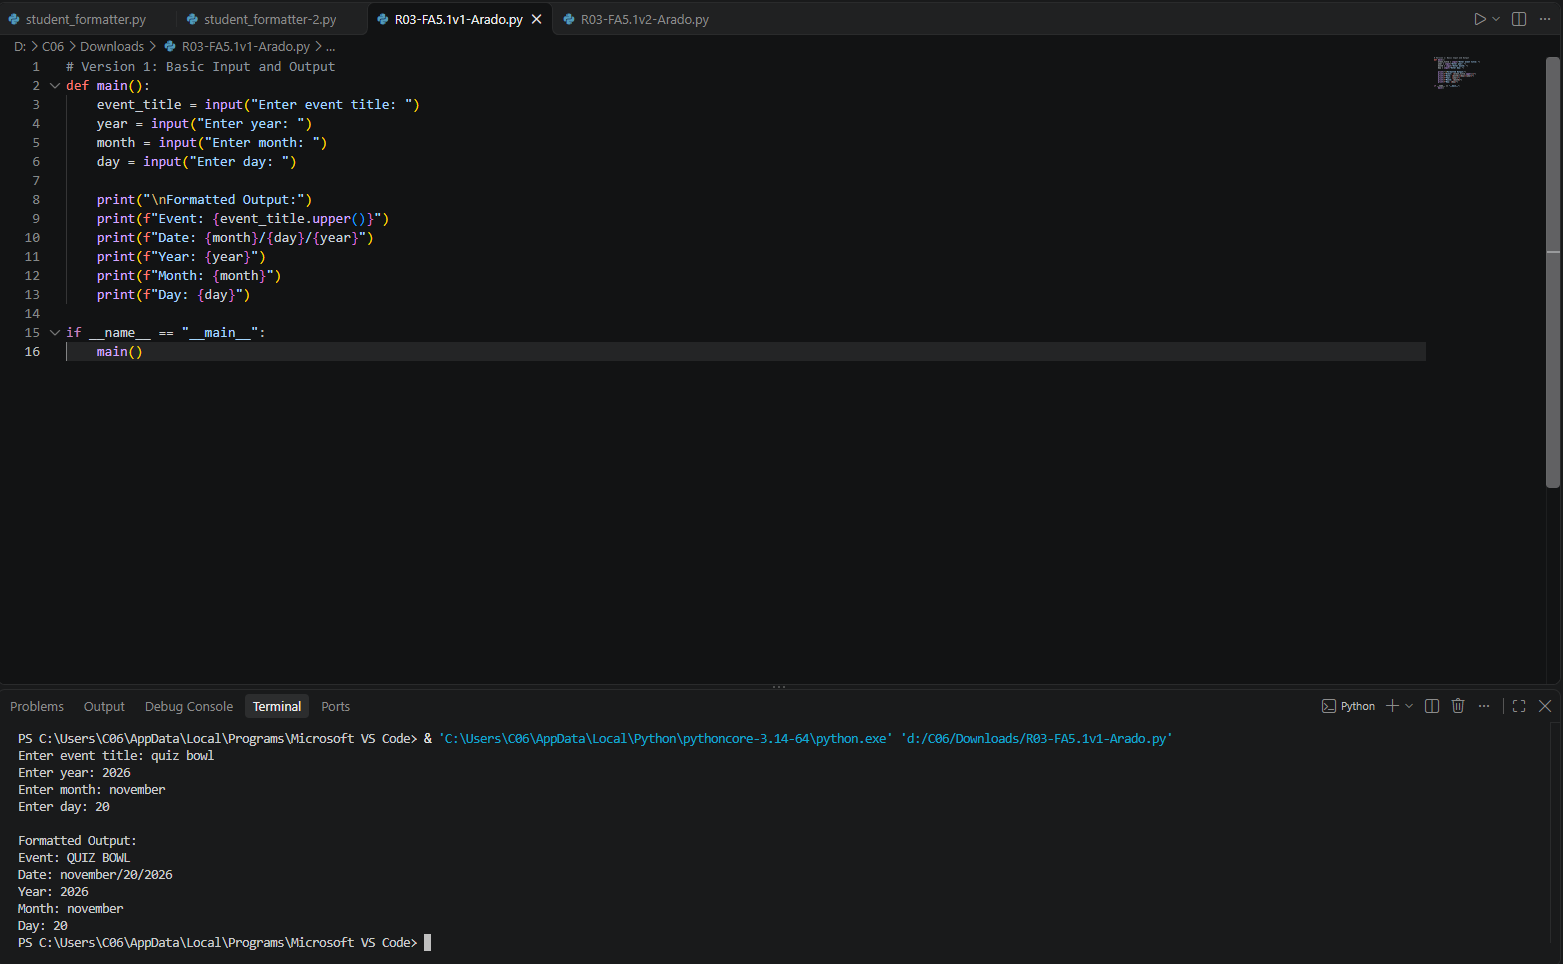 student_formatter.py student_formatter-2.py R03-FA5.1v1-Arado.py R03-FA5.1v2-Arado.py
D: > C06 > Downloads > R03-FA5.1v1-Arado.py > ...
1 # Version 1: Basic Input and Output
2 def main():
3     event_title = input("Enter event title: ")
4     year = input("Enter year: ")
5     month = input("Enter month: ")
6     day = input("Enter day: ")
7
8     print("\nFormatted Output:")
9     print(f"Event: {event_title.upper()}")
10     print(f"Date: {month}/{day}/{year}")
11     print(f"Year: {year}")
12     print(f"Month: {month}")
13     print(f"Day: {day}")
14
15 if __name__ == "__main__":
16     main()
Problems Output Debug Console Terminal Ports Python
PS C:\Users\C06\AppData\Local\Programs\Microsoft VS Code> & 'C:\Users\C06\AppData\Local\Python\pythoncore-3.14-64\python.exe' 'd:/C06/Downloads/R03-FA5.1v1-Arado.py'
Enter event title: quiz bowl
Enter year: 2026
Enter month: november
Enter day: 20

Formatted Output:
Event: QUIZ BOWL
Date: november/20/2026
Year: 2026
Month: november
Day: 20
PS C:\Users\C06\AppData\Local\Programs\Microsoft VS Code>